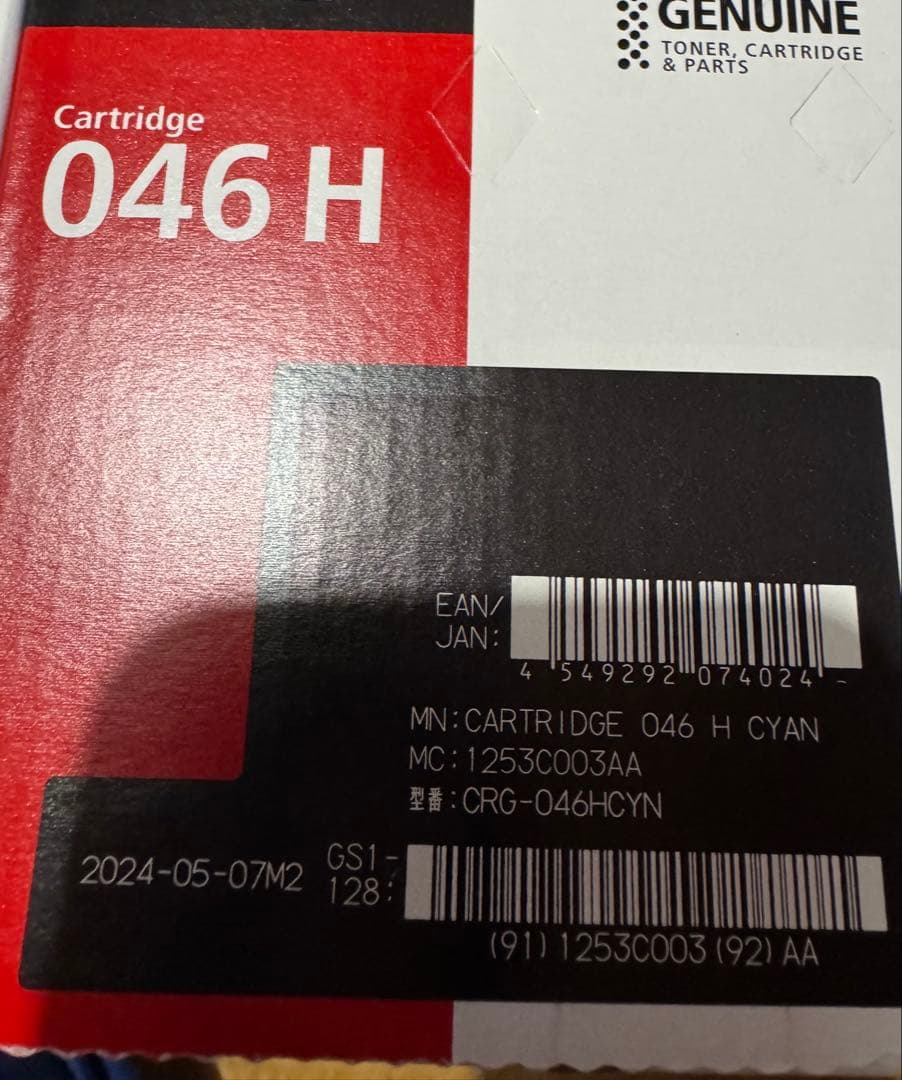 GENUINE
TONER, CARTRIDGE
& PARTS
Cartridge
046 H
EAN/
JAN:
4 549292 074024 -
MN:CARTRIDGE 046 H CYAN
MC:1253C003AA
型番:CRG-046HCYN
2024-05-07M2
GS1-
128:
(91)1253C003(92)AA